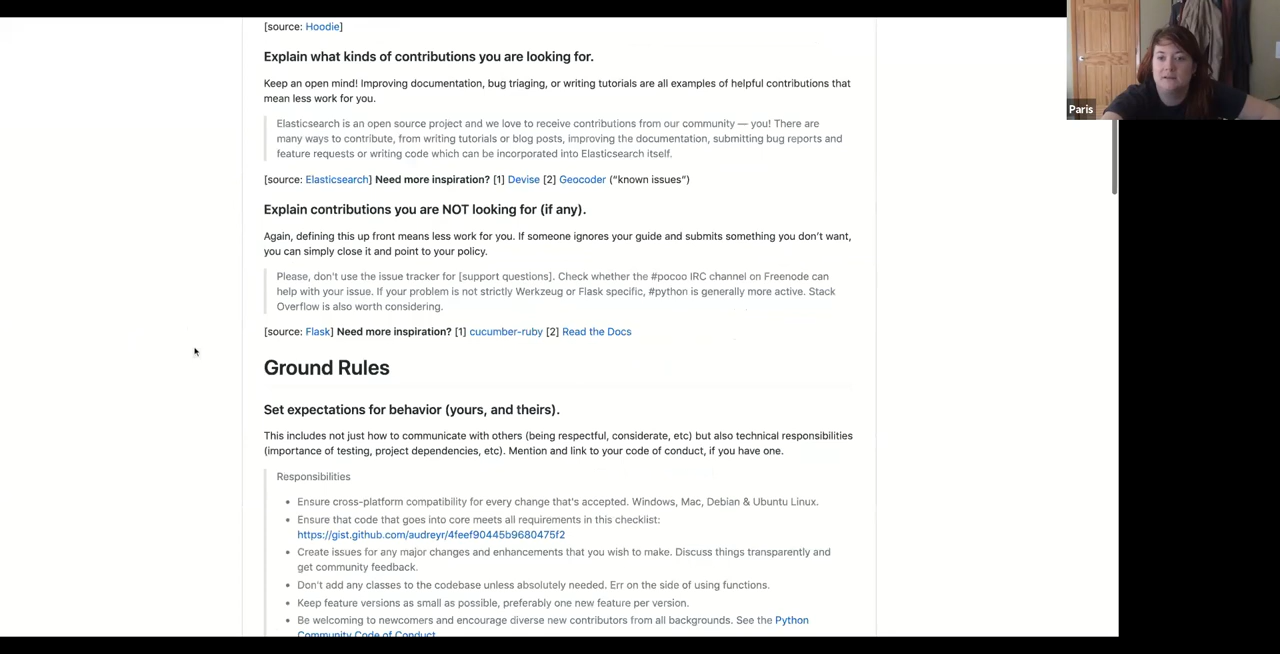 [source: Hoodie]
Explain what kinds of contributions you are looking for.
Keep an open mind! Improving documentation, bug triaging, or writing tutorials are all examples of helpful contributions that
mean less work for you.
Elasticsearch is an open source project and we love to receive contributions from our community — you! There are
many ways to contribute, from writing tutorials or blog posts, improving the documentation, submitting bug reports and
feature requests or writing code which can be incorporated into Elasticsearch itself.
[source: Elasticsearch] Need more inspiration? [1] Devise [2] Geocoder (“known issues”)
Explain contributions you are NOT looking for (if any).
Again, defining this up front means less work for you. If someone ignores your guide and submits something you don’t want,
you can simply close it and point to your policy.
Please, don't use the issue tracker for [support questions]. Check whether the #pocoo IRC channel on Freenode can
help with your issue. If your problem is not strictly Werkzeug or Flask specific, #python is generally more active. Stack
Overflow is also worth considering.
[source: Flask] Need more inspiration? [1] cucumber-ruby [2] Read the Docs
Ground Rules
Set expectations for behavior (yours, and theirs).
This includes not just how to communicate with others (being respectful, considerate, etc) but also technical responsibilities
(importance of testing, project dependencies, etc). Mention and link to your code of conduct, if you have one.
Responsibilities
• Ensure cross-platform compatibility for every change that's accepted. Windows, Mac, Debian & Ubuntu Linux.
• Ensure that code that goes into core meets all requirements in this checklist:
https://gist.github.com/audreyr/4feef90445b9680475f2
• Create issues for any major changes and enhancements that you wish to make. Discuss things transparently and
get community feedback.
• Don't add any classes to the codebase unless absolutely needed. Err on the side of using functions.
• Keep feature versions as small as possible, preferably one new feature per version.
• Be welcoming to newcomers and encourage diverse new contributors from all backgrounds. See the Python
Community Code of Conduct.
Paris